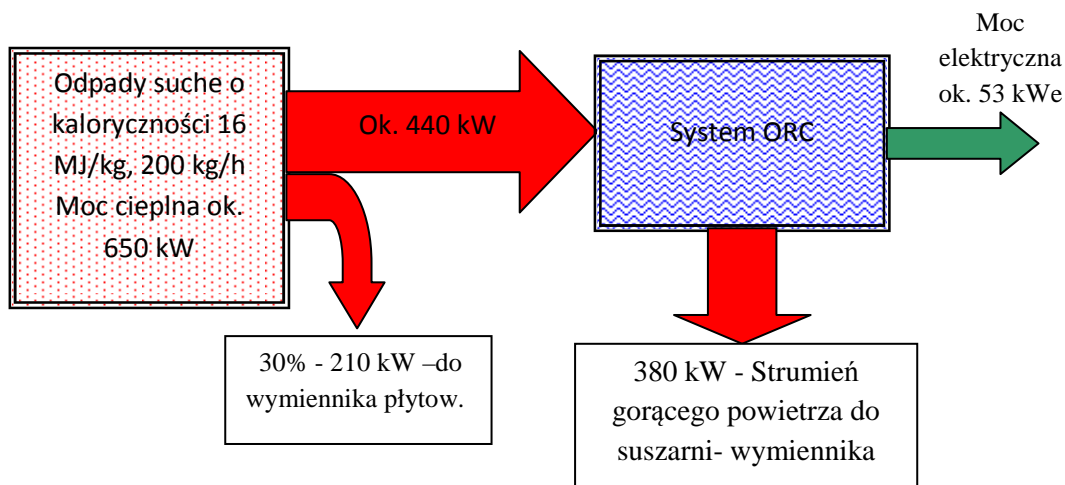 Odpady suche o
kaloryczności 16
MJ/kg, 200 kg/h
Moc cieplna ok.
650 kW
Ok. 440 kW
System ORC
Moc
elektryczna
ok. 53 kWe
30% - 210 kW –do
wymiennika płytow.
380 kW - Strumień
gorącego powietrza do
suszarni- wymiennika